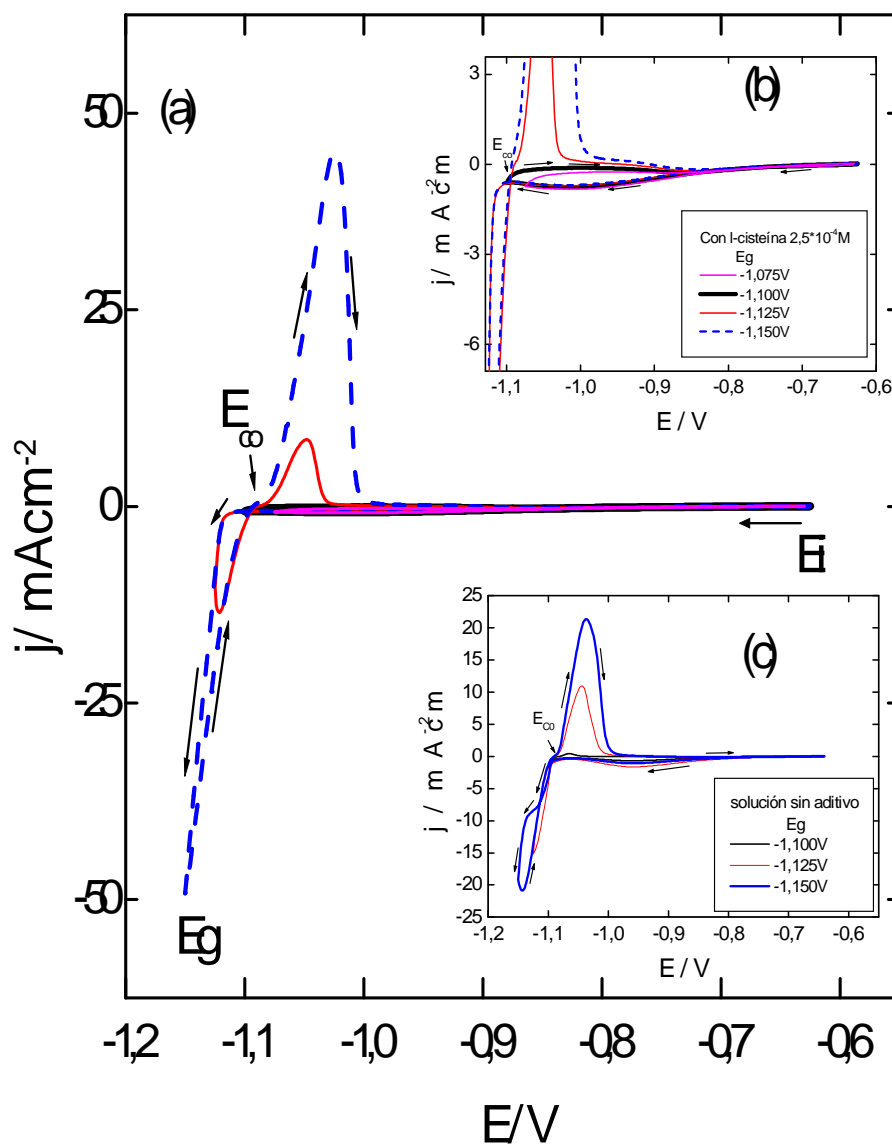 (a)
50
25
0
-25
-50
j/ mAcm-2
-1,2 -1,1 -1,0 -0,9 -0,8 -0,7 -0,6
E/V
Eco
Ei
Eg
(b)
3
0
-3
-6
j/ m A c m-2
Eco
Con l-cisteína 2,5*10-4M
Eg
-1,075V
-1,100V
-1,125V
-1,150V
-1,1 -1,0 -0,9 -0,8 -0,7 -0,6
E / V
(c)
25
20
15
10
5
0
-5
-10
-15
-20
-25
j / m A c m-2
EC0
solución sin aditivo
Eg
-1,100V
-1,125V
-1,150V
-1,2 -1,1 -1,0 -0,9 -0,8 -0,7 -0,6
E / V